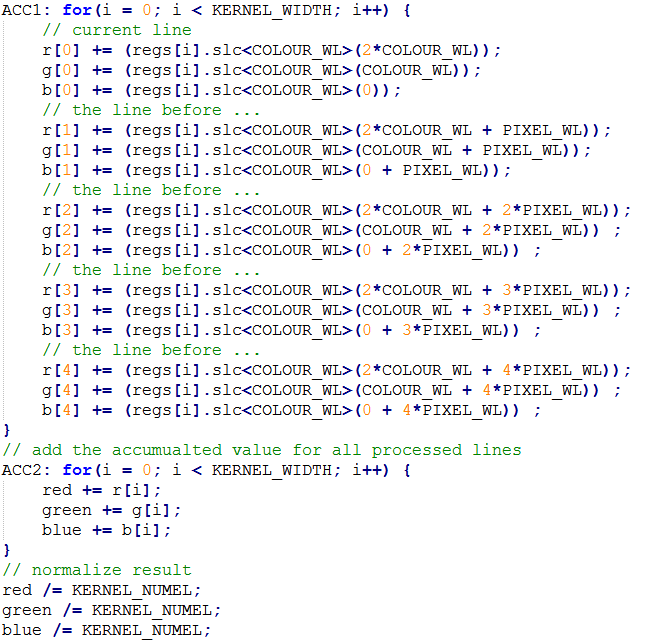 ACC1: for(i = 0; i < KERNEL_WIDTH; i++) {
    // current line
    r[0] += (regs[i].slc<COLOUR_WL>(2*COLOUR_WL));
    g[0] += (regs[i].slc<COLOUR_WL>(COLOUR_WL));
    b[0] += (regs[i].slc<COLOUR_WL>(0));
    // the line before ...
    r[1] += (regs[i].slc<COLOUR_WL>(2*COLOUR_WL + PIXEL_WL));
    g[1] += (regs[i].slc<COLOUR_WL>(COLOUR_WL + PIXEL_WL));
    b[1] += (regs[i].slc<COLOUR_WL>(0 + PIXEL_WL));
    // the line before ...
    r[2] += (regs[i].slc<COLOUR_WL>(2*COLOUR_WL + 2*PIXEL_WL));
    g[2] += (regs[i].slc<COLOUR_WL>(COLOUR_WL + 2*PIXEL_WL)) ;
    b[2] += (regs[i].slc<COLOUR_WL>(0 + 2*PIXEL_WL)) ;
    // the line before ...
    r[3] += (regs[i].slc<COLOUR_WL>(2*COLOUR_WL + 3*PIXEL_WL));
    g[3] += (regs[i].slc<COLOUR_WL>(COLOUR_WL + 3*PIXEL_WL)) ;
    b[3] += (regs[i].slc<COLOUR_WL>(0 + 3*PIXEL_WL)) ;
    // the line before ...
    r[4] += (regs[i].slc<COLOUR_WL>(2*COLOUR_WL + 4*PIXEL_WL));
    g[4] += (regs[i].slc<COLOUR_WL>(COLOUR_WL + 4*PIXEL_WL)) ;
    b[4] += (regs[i].slc<COLOUR_WL>(0 + 4*PIXEL_WL)) ;
}
// add the accumualted value for all processed lines
ACC2: for(i = 0; i < KERNEL_WIDTH; i++) {
    red += r[i];
    green += g[i];
    blue += b[i];
}
// normalize result
red /= KERNEL_NUMEL;
green /= KERNEL_NUMEL;
blue /= KERNEL_NUMEL;